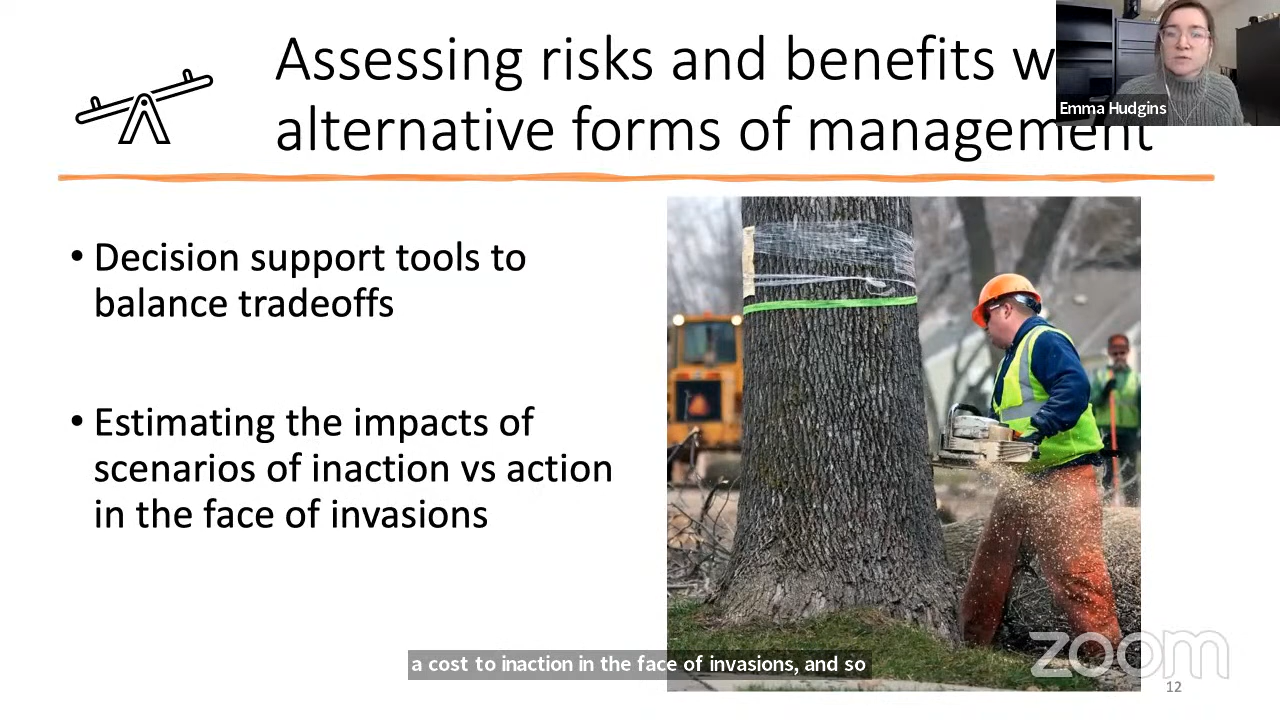 Assessing risks and benefits w
alternative forms of management
Emma Hudgins
• Decision support tools to
balance tradeoffs
• Estimating the impacts of
scenarios of inaction vs action
in the face of invasions
a cost to inaction in the face of invasions, and so
zoom
12